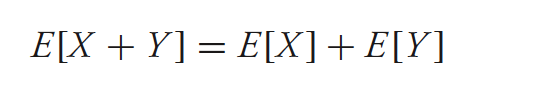 E[X + Y] = E[X] + E[Y]